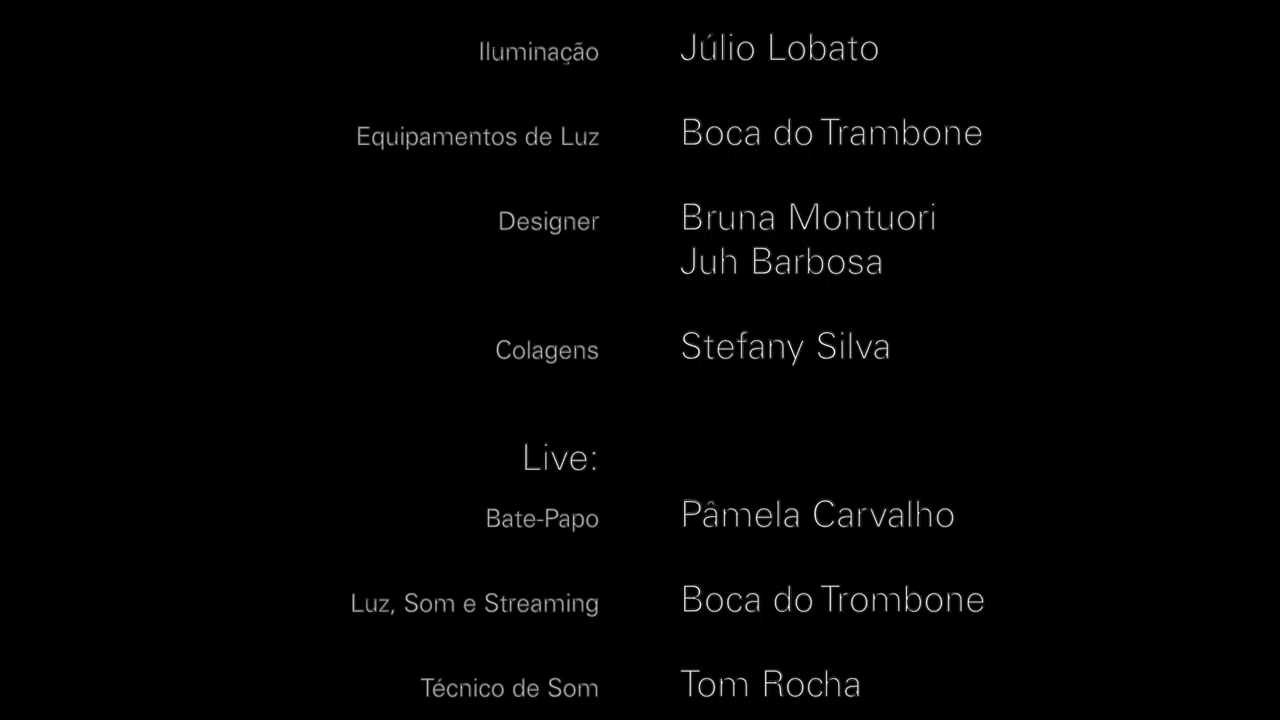 Iluminação Júlio Lobato
Equipamentos de Luz Boca do Trambone
Designer Bruna Montuori
Juh Barbosa
Colagens Stefany Silva
Live:
Bate-Papo Pâmela Carvalho
Luz, Som e Streaming Boca do Trombone
Técnico de Som Tom Rocha